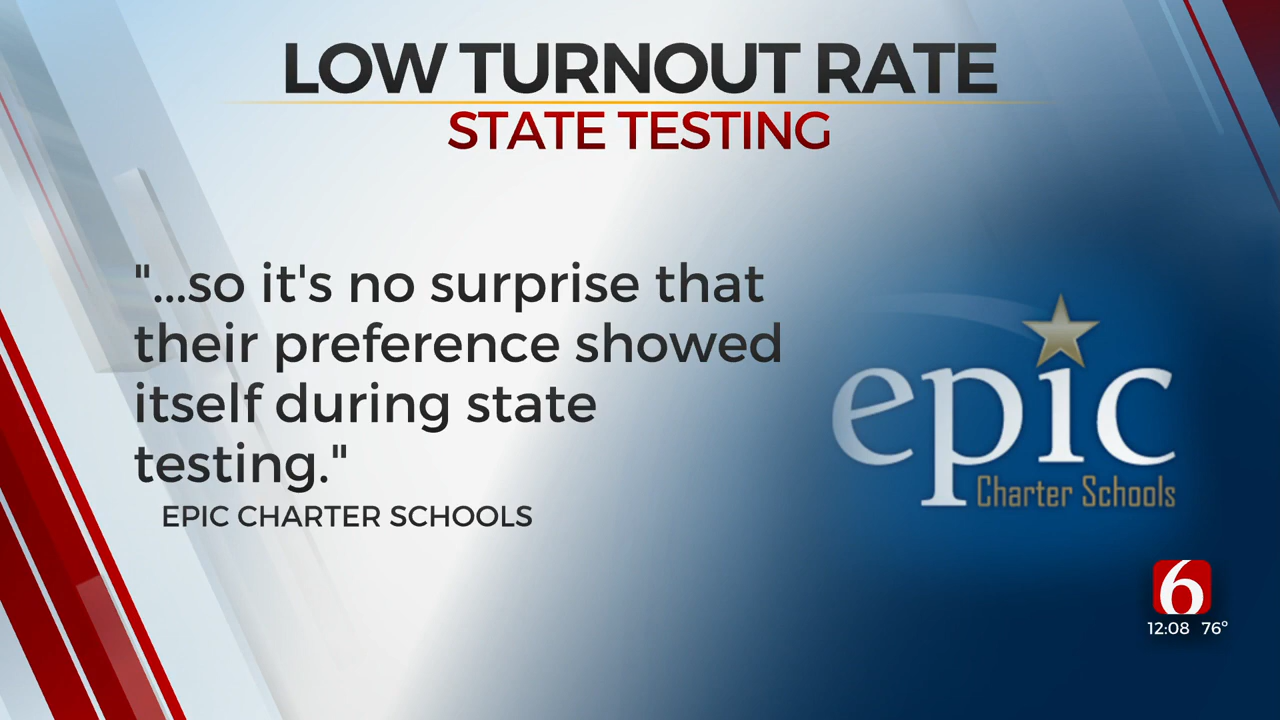 LOW TURNOUT RATE
STATE TESTING
"...so it's no surprise that
their preference showed
itself during state
testing."
EPIC CHARTER SCHOOLS
epic
Charter Schools
6
12:08 76°